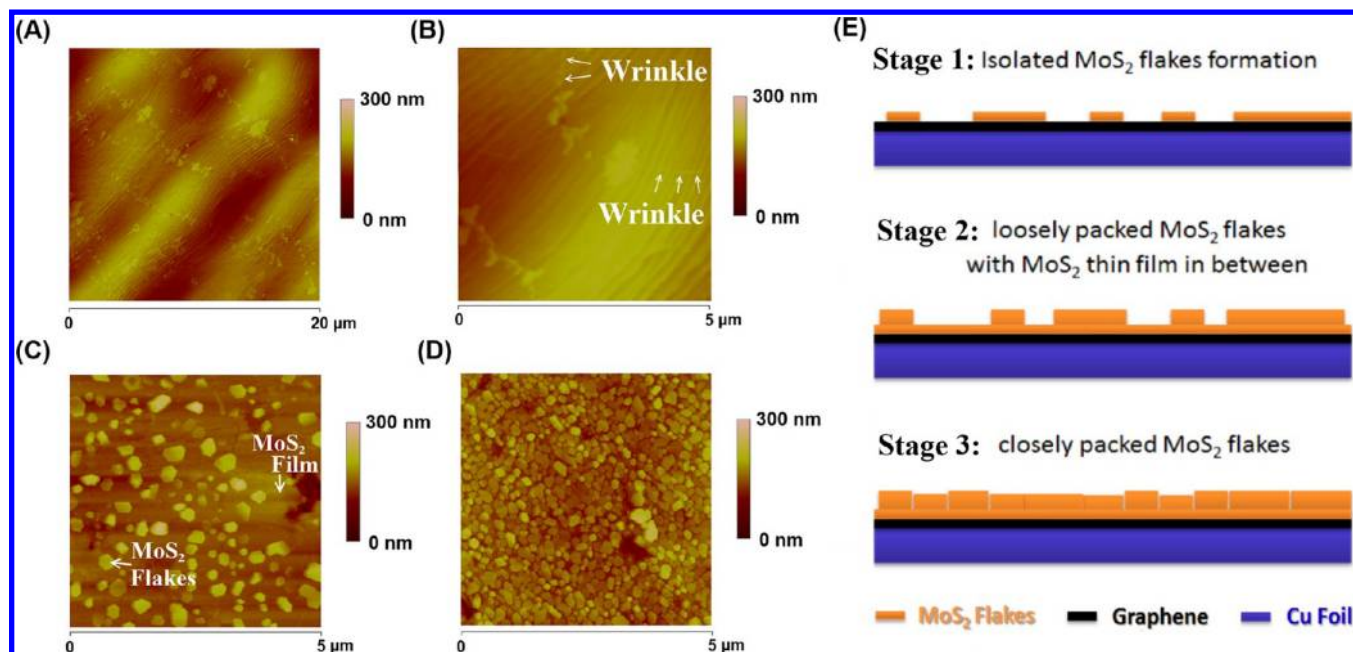 (A)
300 nm
0 nm
0
20 µm
(B)
Wrinkle
Wrinkle
300 nm
0 nm
0
5 µm
(C)
MoS₂
Film
MoS₂
Flakes
300 nm
0 nm
0
5 µm
(D)
300 nm
0 nm
0
5 µm
(E)
Stage 1: Isolated MoS₂ flakes formation
Stage 2: loosely packed MoS₂ flakes
with MoS₂ thin film in between
Stage 3: closely packed MoS₂ flakes
MoS₂ Flakes Graphene Cu Foil